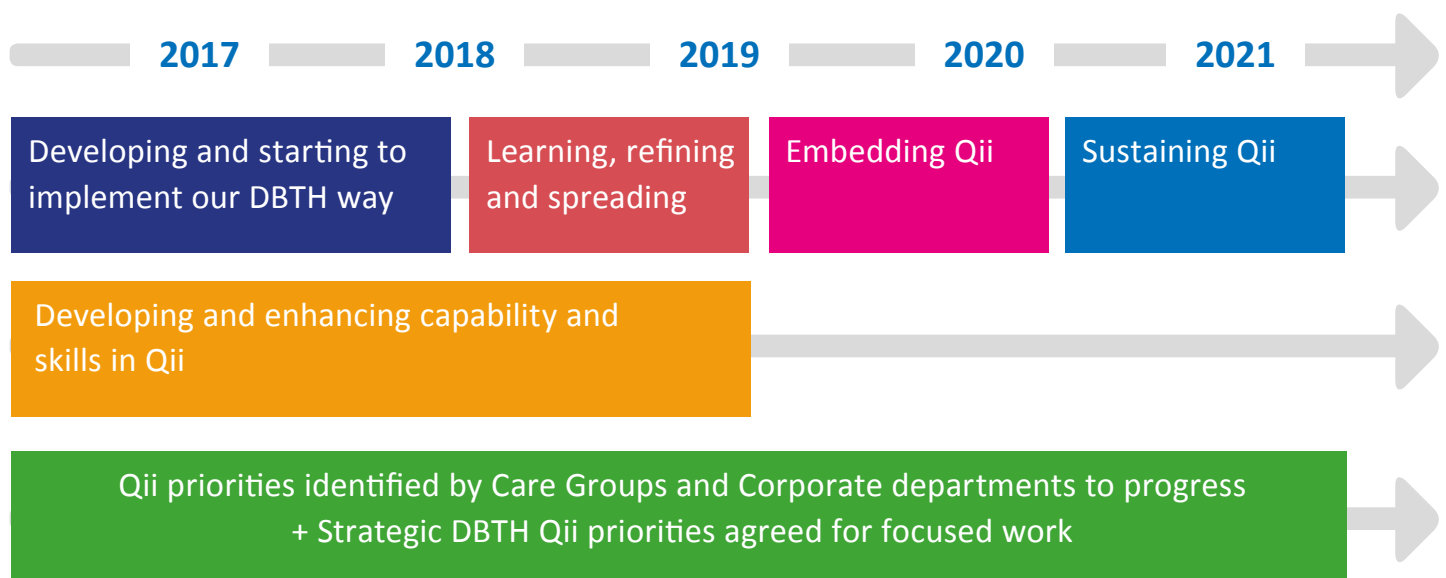 2017 2018 2019 2020 2021
Developing and starting to
implement our DBTH way
Learning, refining
and spreading
Embedding Qii
Sustaining Qii
Developing and enhancing capability and
skills in Qii
Qii priorities identified by Care Groups and Corporate departments to progress
+ Strategic DBTH Qii priorities agreed for focused work